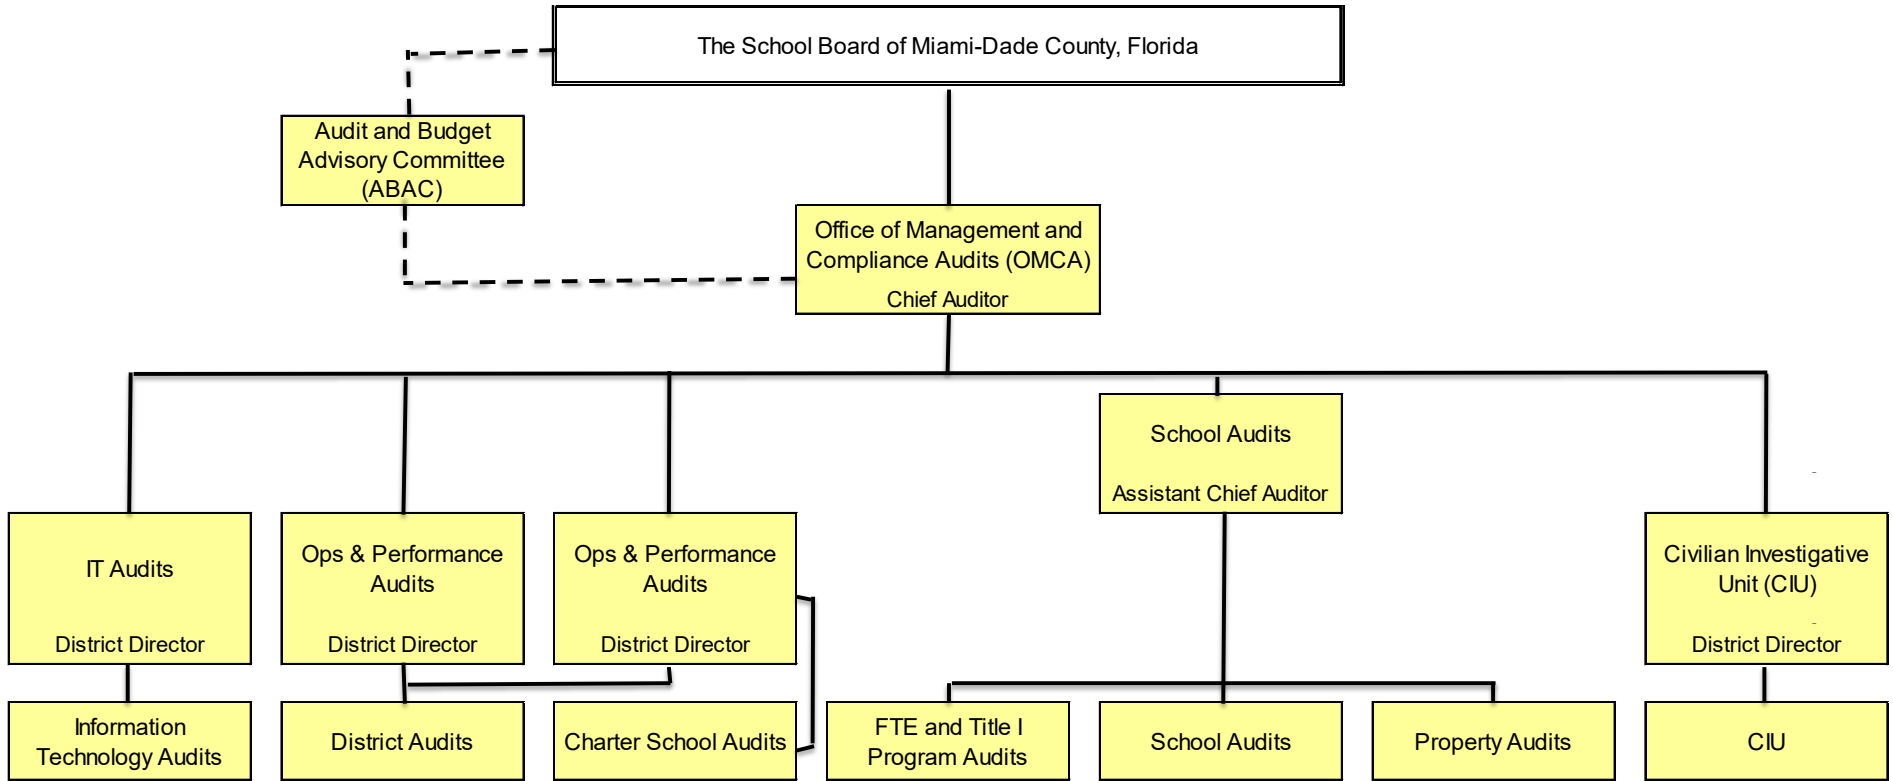 The School Board of Miami-Dade County, Florida
Audit and Budget
Advisory Committee
(ABAC)
Office of Management and
Compliance Audits (OMCA)
Chief Auditor
School Audits
Assistant Chief Auditor
IT Audits
District Director
Ops & Performance
Audits
District Director
Ops & Performance
Audits
District Director
Civilian Investigative
Unit (CIU)
District Director
Information
Technology Audits
District Audits
Charter School Audits
FTE and Title I
Program Audits
School Audits
Property Audits
CIU